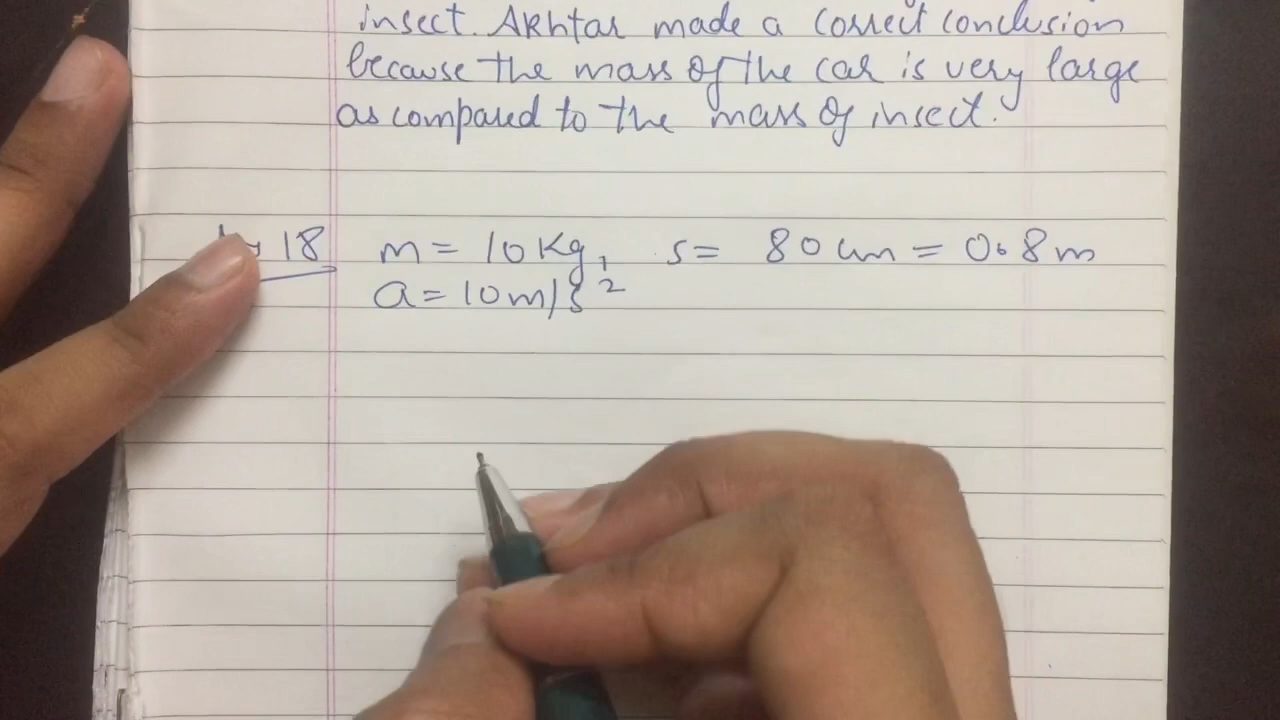 insect. Akhtar made a correct conclusion
because the mass of the car is very large
as compared to the mass of insect.
18 m = 10 Kg, s = 80 cm = 0.8 m
a = 10 m/s²